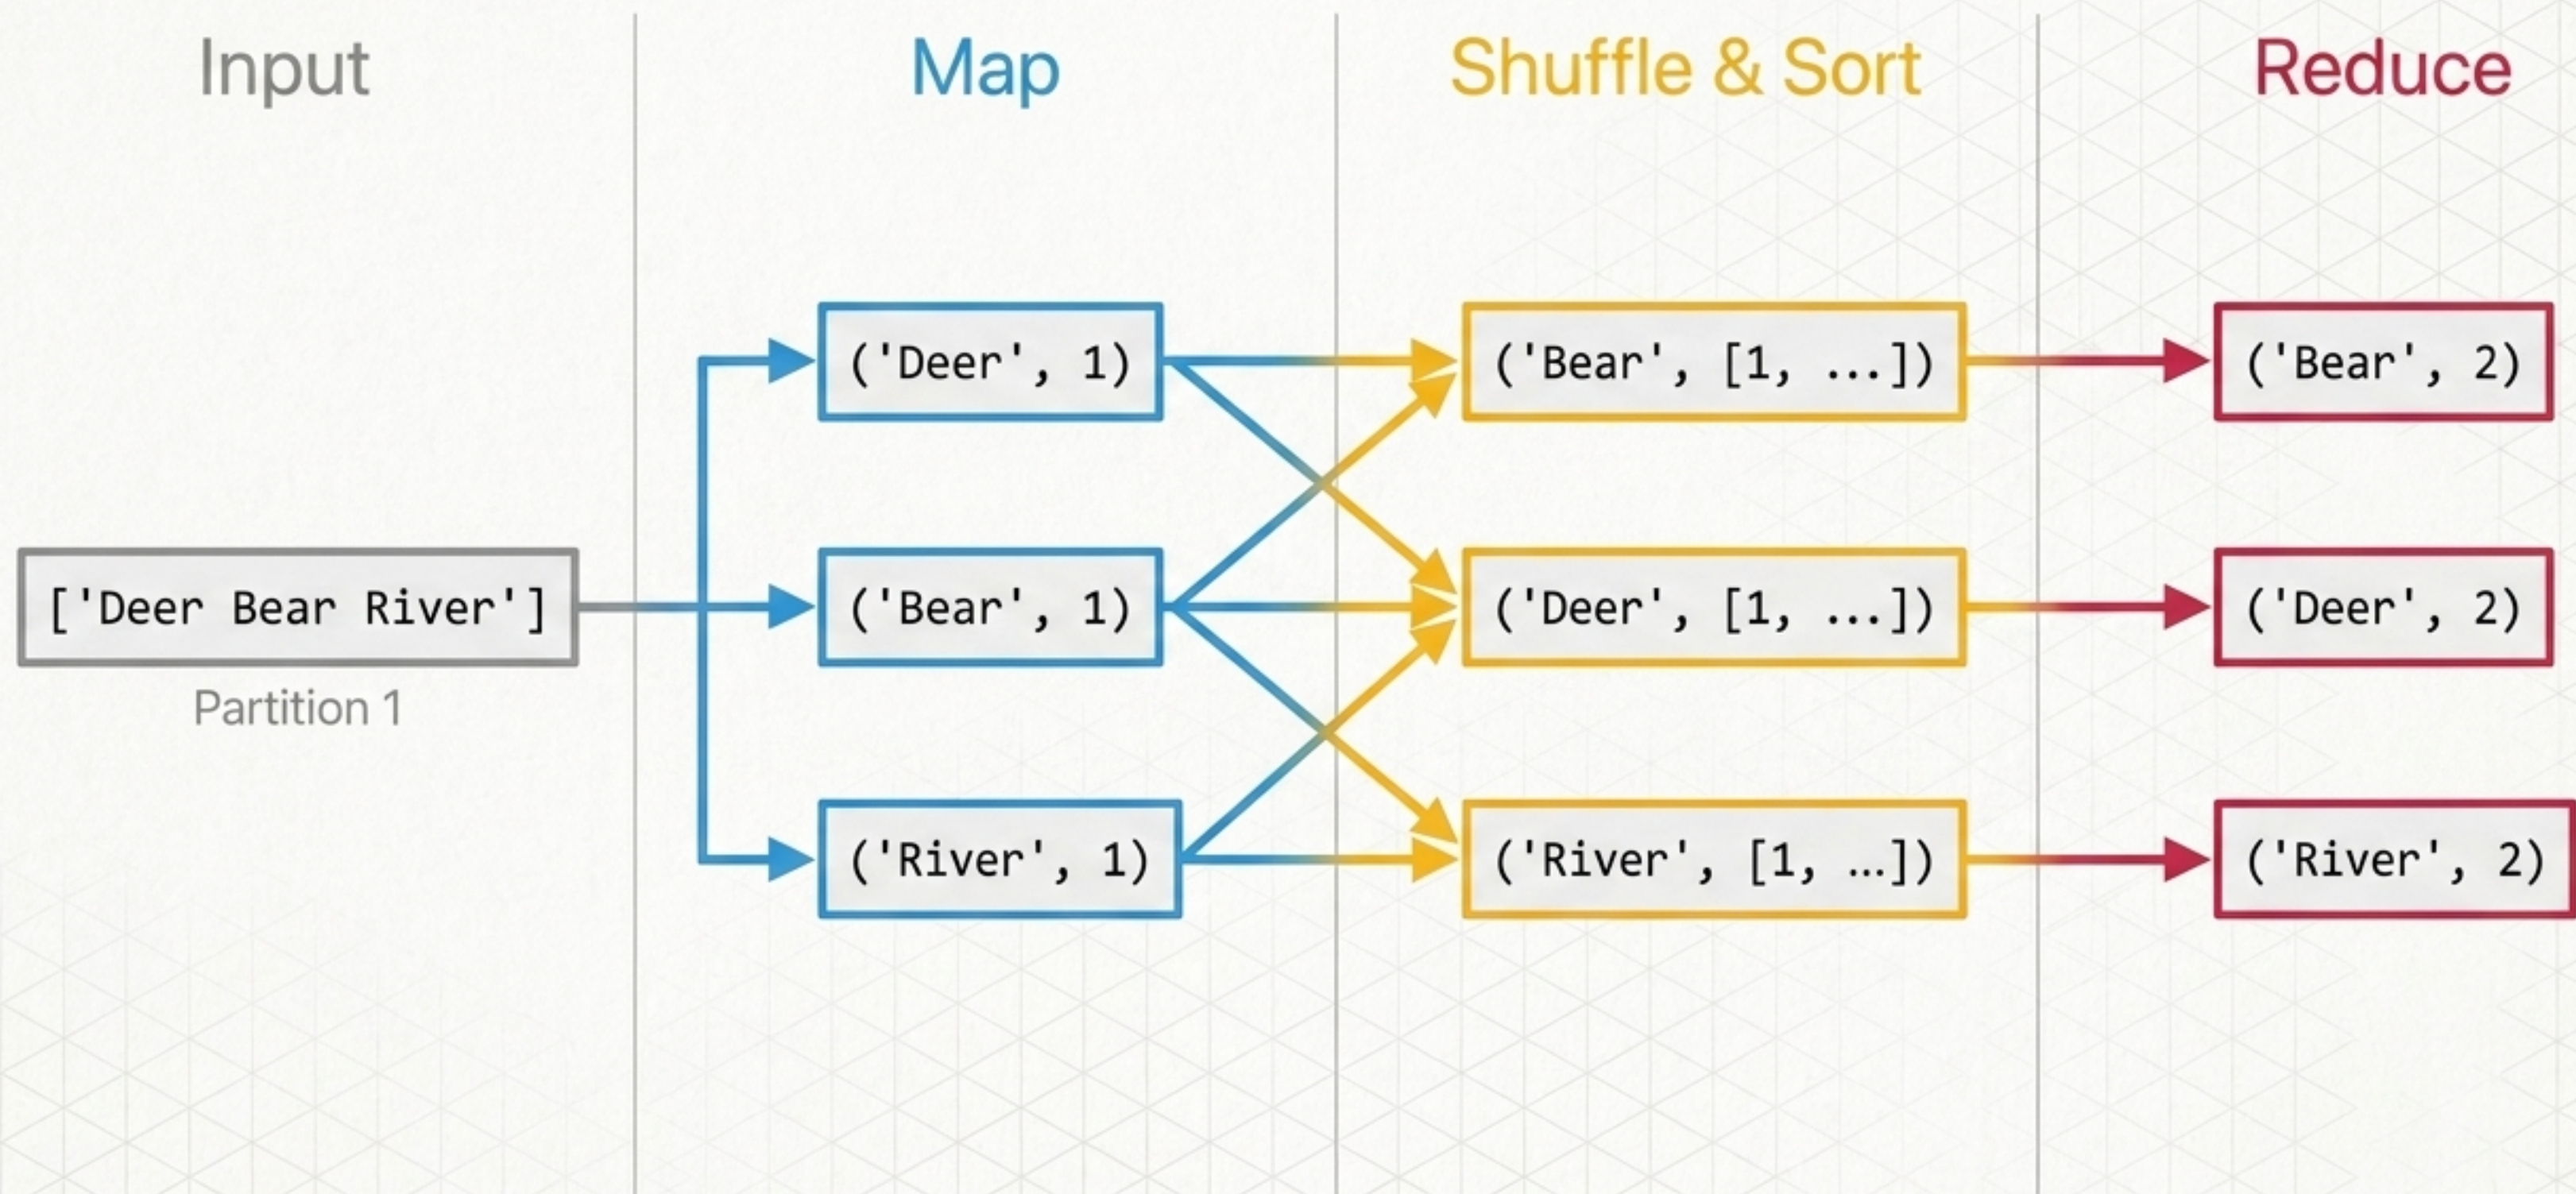 Input
Map
Shuffle & Sort
Reduce
['Deer Bear River']
Partition 1
('Deer', 1)
('Bear', 1)
('River', 1)
('Bear', [1, ...])
('Deer', [1, ...])
('River', [1, ...])
('Bear', 2)
('Deer', 2)
('River', 2)